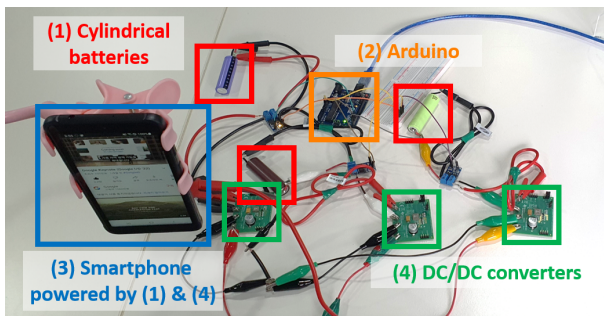 (1) Cylindrical
batteries
(2) Arduino
(3) Smartphone
powered by (1) & (4)
(4) DC/DC converters